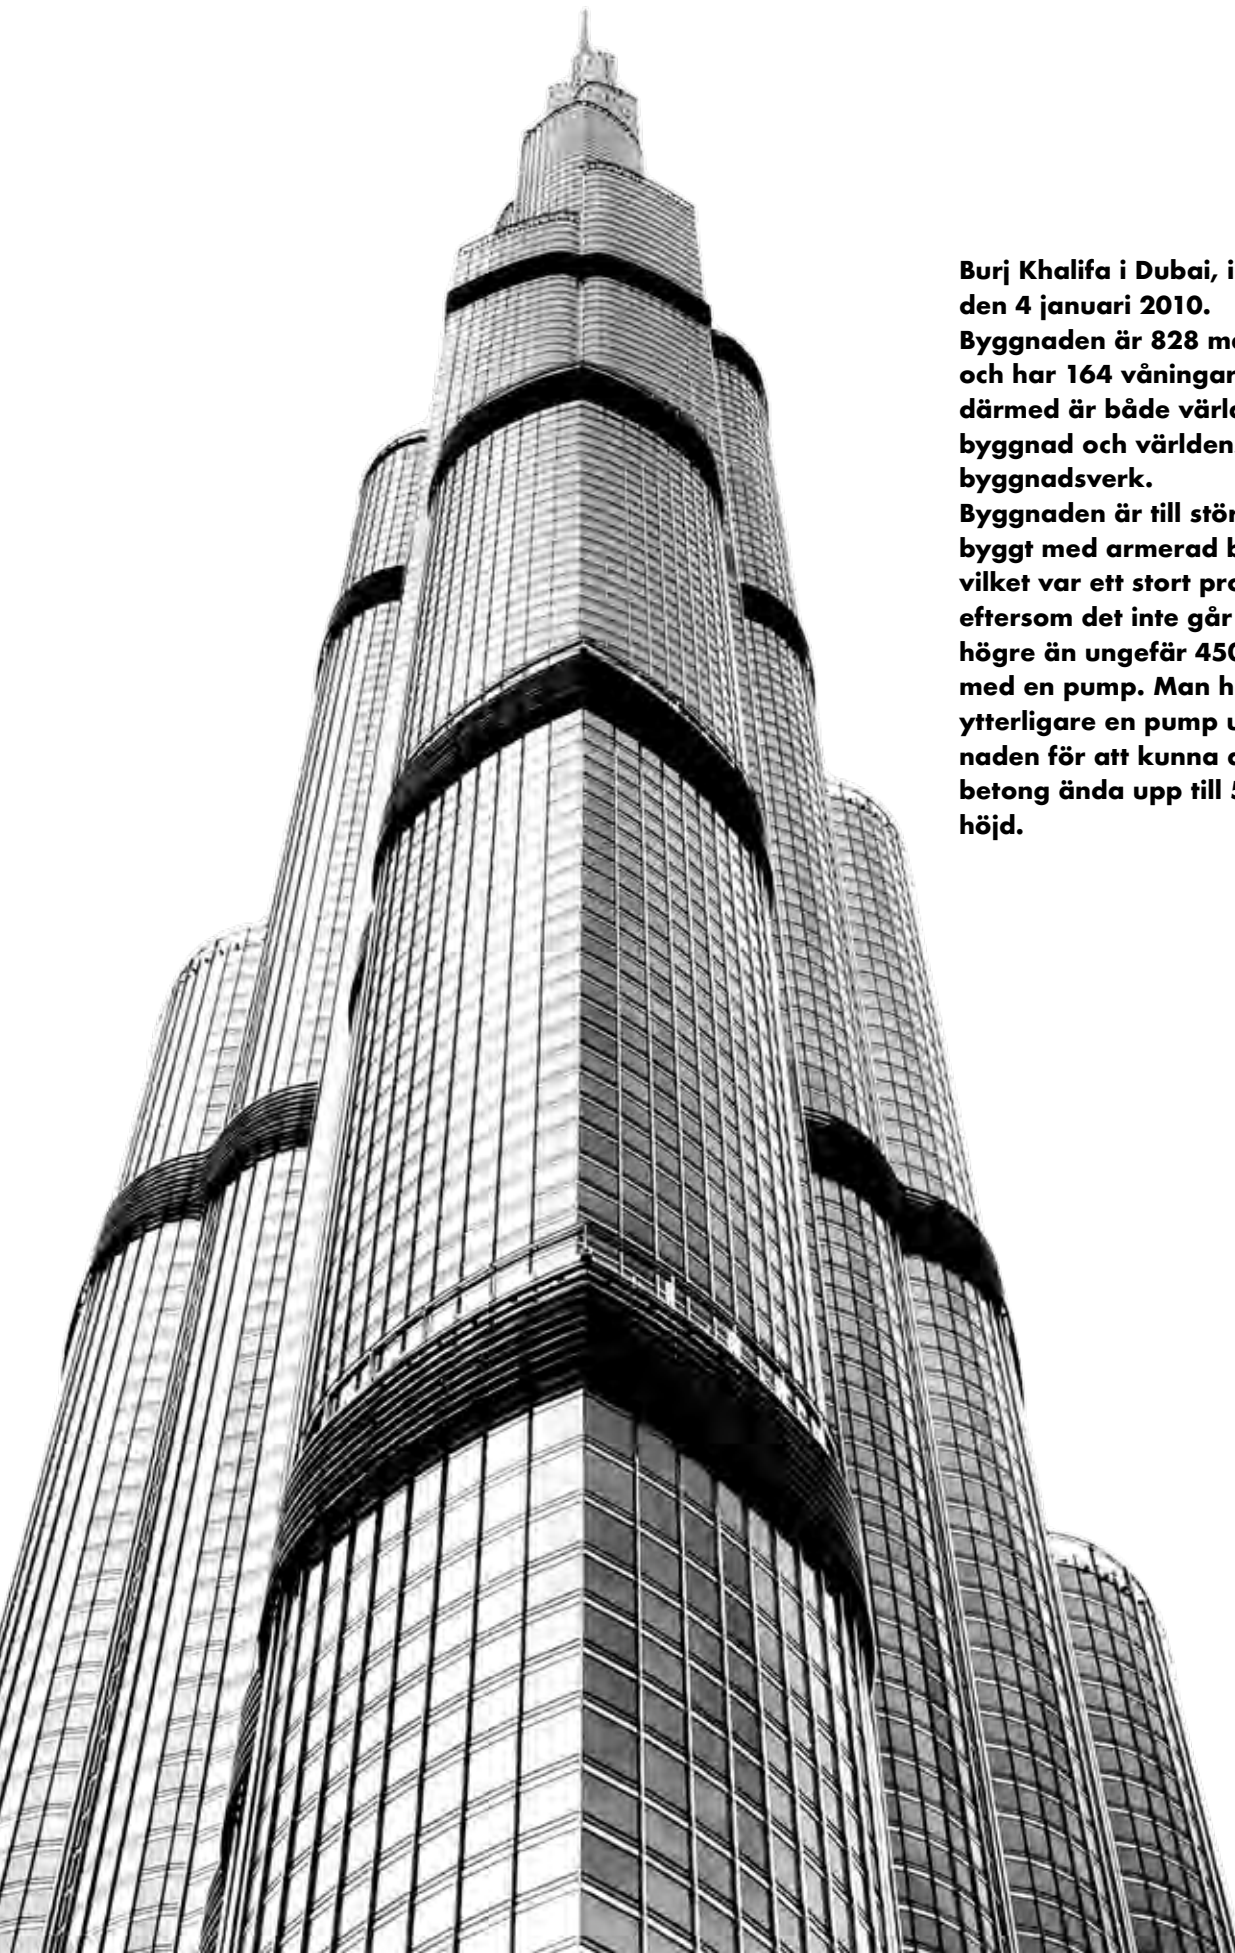 Burj Khalifa i Dubai, i
den 4 januari 2010.
Byggnaden är 828 m
och har 164 våningar
därmed är både värl
byggnad och världen
byggnadsverk.
Byggnaden är till stör
byggt med armerad b
vilket var ett stort pro
eftersom det inte går
högre än ungefär 450
med en pump. Man h
ytterligare en pump u
naden för att kunna
betong ända upp till 5
höjd.